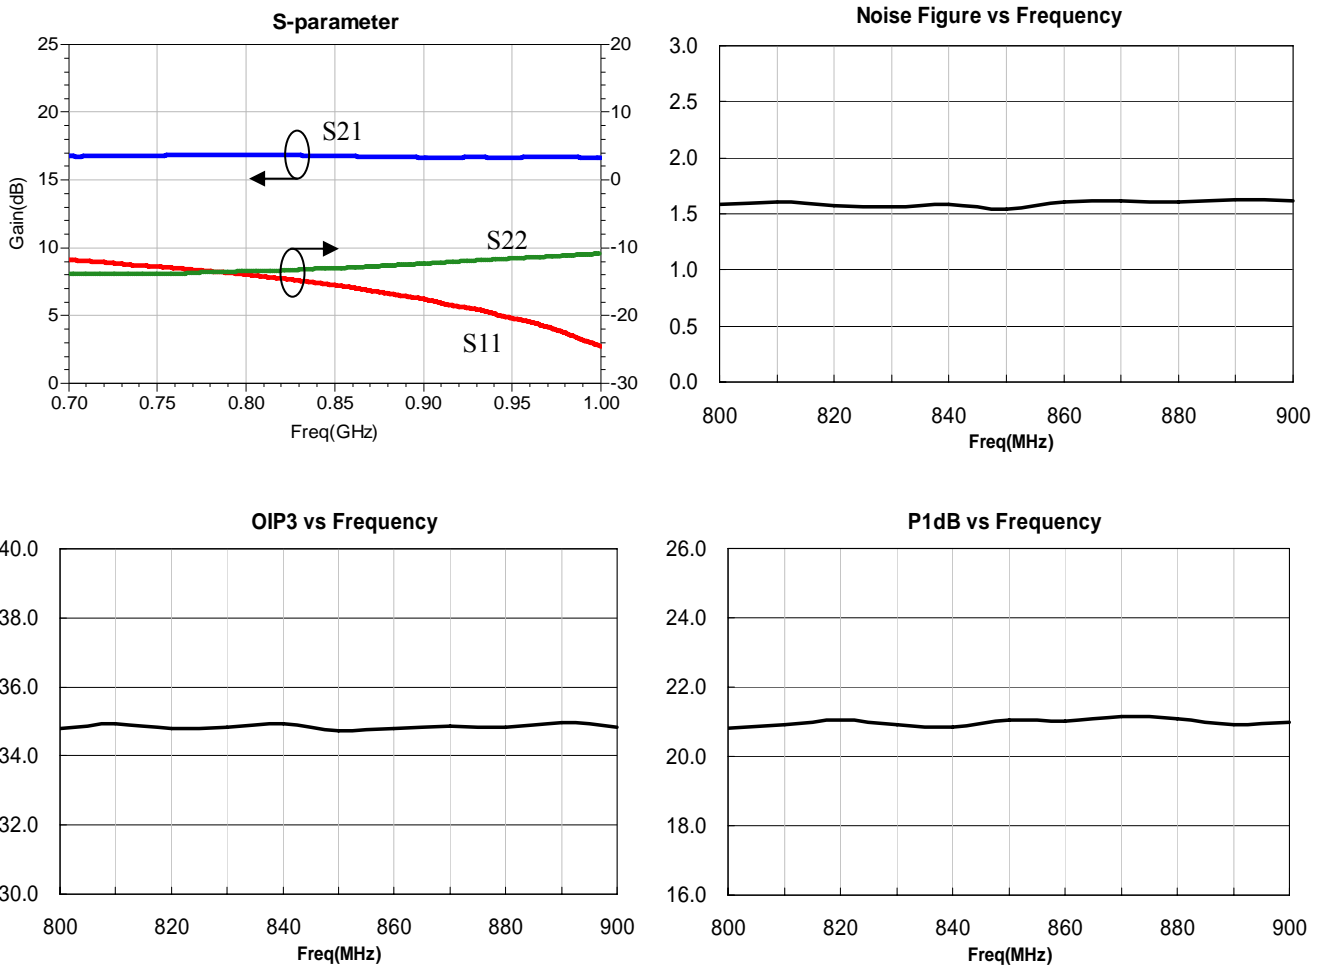 S-parameter
25
20
15
10
5
0
Gain(dB)
20
10
0
-10
-20
-30
S21
S22
S11
0.70 0.75 0.80 0.85 0.90 0.95 1.00
Freq(GHz)
Noise Figure vs Frequency
3.0
2.5
2.0
1.5
1.0
0.5
0.0
800 820 840 860 880 900
Freq(MHz)
OIP3 vs Frequency
40.0
38.0
36.0
34.0
32.0
30.0
800 820 840 860 880 900
Freq(MHz)
P1dB vs Frequency
26.0
24.0
22.0
20.0
18.0
16.0
800 820 840 860 880 900
Freq(MHz)